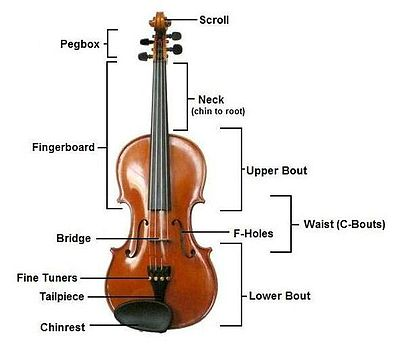 Scroll
Pegbox
Neck
(chin to root)
Fingerboard
Upper Bout
Waist (C-Bouts)
F-Holes
Bridge
Fine Tuners
Tailpiece
Lower Bout
Chinrest